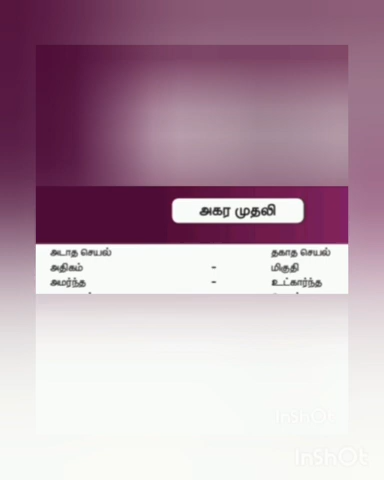 அகர முதலி
அடாத செயல் தகாத செயல்
அதிகம் - மிகுதி
அமர்ந்த - உட்கார்ந்த
InShOt
InShOt